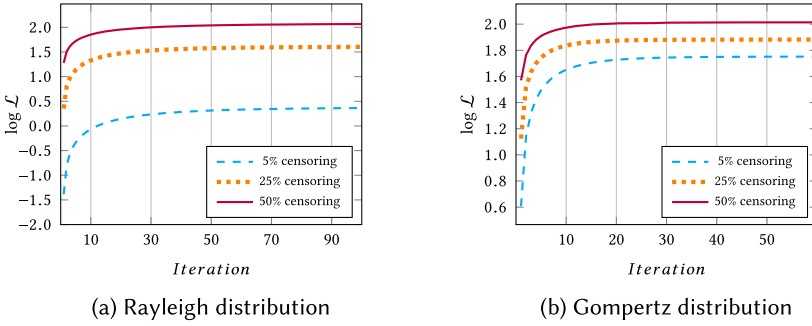 log ℒ
2.0
1.5
1.0
0.5
0.0
−0.5
−1.0
−1.5
−2.0
5% censoring
25% censoring
50% censoring
10 30 50 70 90
Iteration
(a) Rayleigh distribution
log ℒ
2.0
1.8
1.6
1.4
1.2
1.0
0.8
0.6
5% censoring
25% censoring
50% censoring
10 20 30 40 50
Iteration
(b) Gompertz distribution